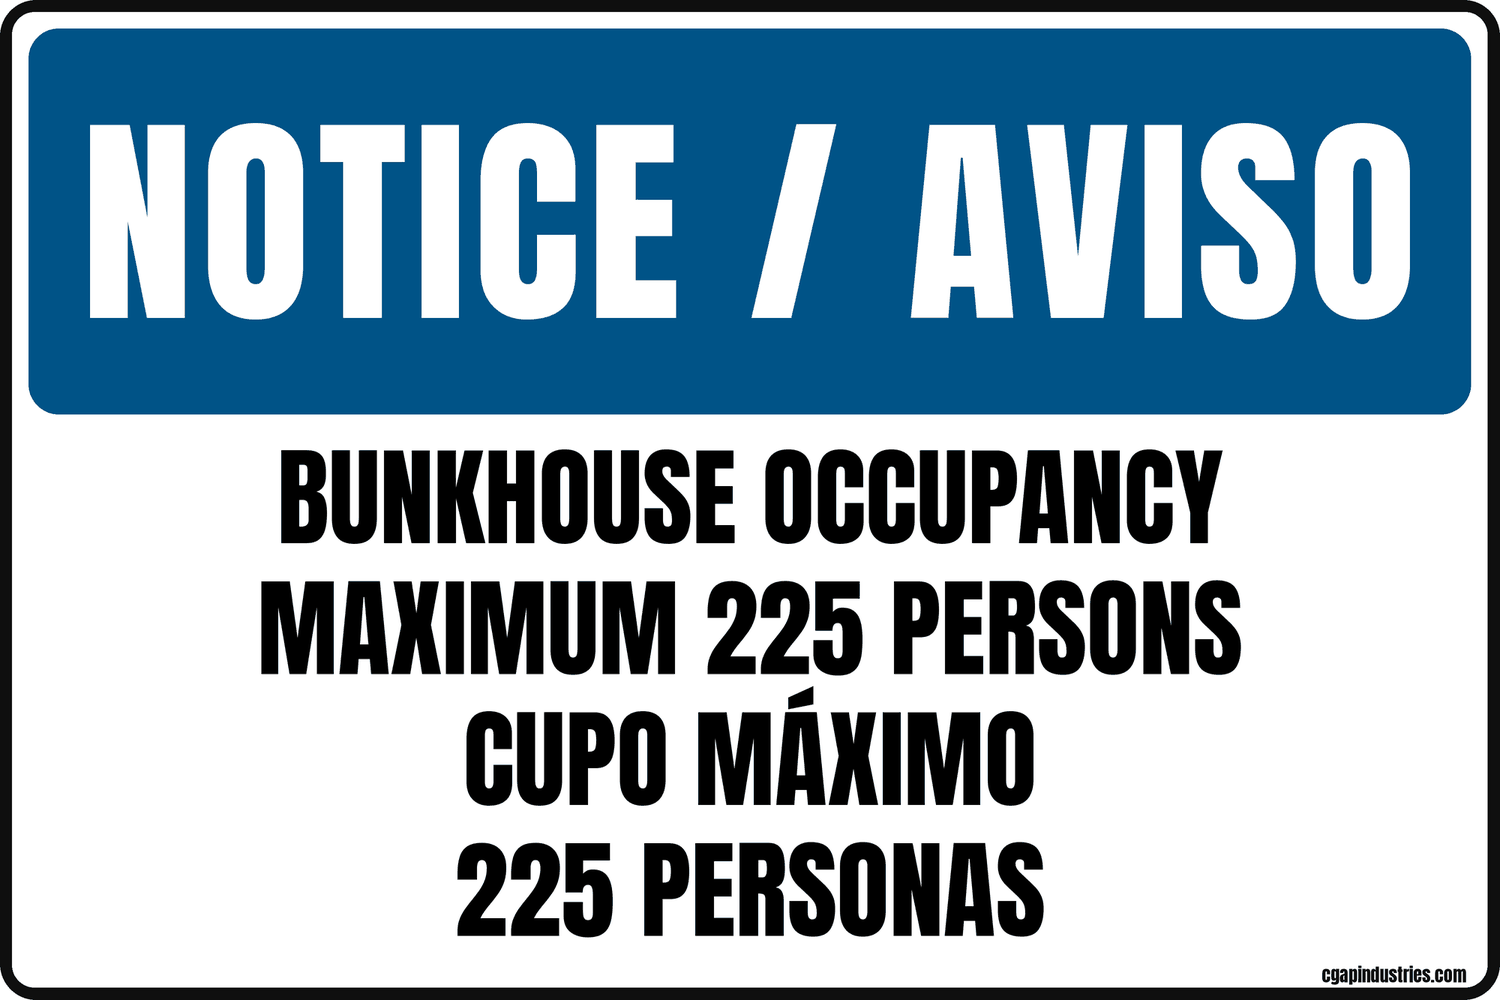 NOTICE / AVISO
BUNKHOUSE OCCUPANCY
MAXIMUM 225 PERSONS
CUPO MÁXIMO
225 PERSONAS
cgapindustries.com